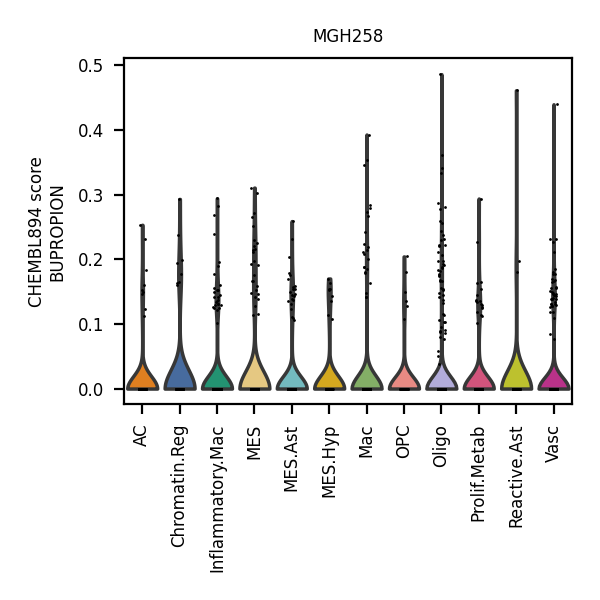 MGH258
CHEMBL894 score
BUPROPION
0.5
0.4
0.3
0.2
0.1
0.0
AC
Chromatin.Reg
Inflammatory.Mac
MES
MES.Ast
MES.Hyp
Mac
OPC
Oligo
Prolif.Metab
Reactive.Ast
Vasc